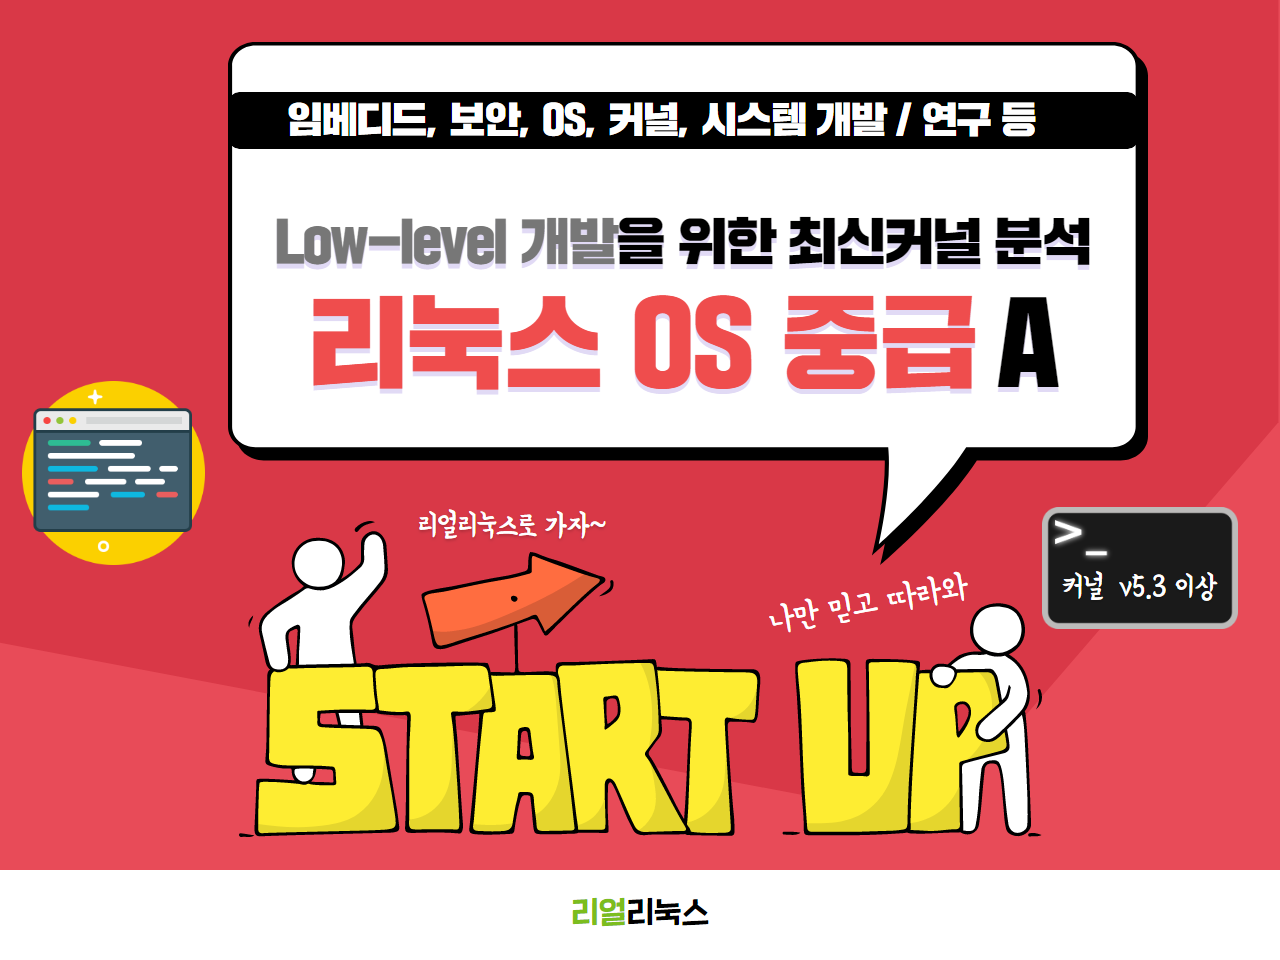 임베디드, 보안, OS, 커널, 시스템 개발 / 연구 등
Low-level 개발을 위한 최신커널 분석
리눅스 OS 중급 A
리얼리눅스로 가자~
>_
커널 v5.3 이상
나만 믿고 따라와
START UP
리얼리눅스